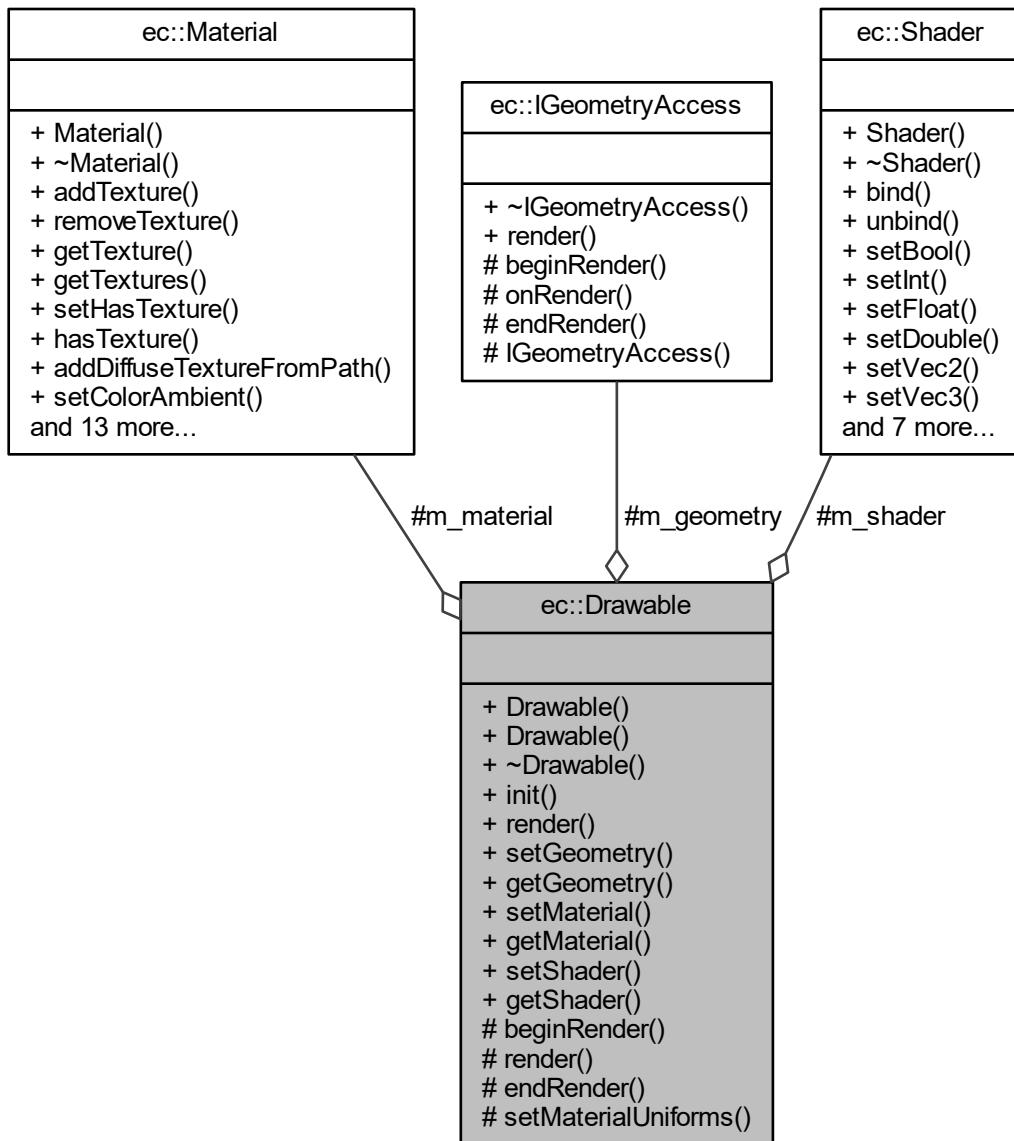 ec::Material
+ Material()
+ ~Material()
+ addTexture()
+ removeTexture()
+ getTexture()
+ getTextures()
+ setHasTexture()
+ hasTexture()
+ addDiffuseTextureFromPath()
+ setColorAmbient()
and 13 more...
ec::IGeometryAccess
+ ~IGeometryAccess()
+ render()
# beginRender()
# onRender()
# endRender()
# IGeometryAccess()
ec::Shader
+ Shader()
+ ~Shader()
+ bind()
+ unbind()
+ setBool()
+ setInt()
+ setFloat()
+ setDouble()
+ setVec2()
+ setVec3()
and 7 more...
#m_material
#m_geometry
#m_shader
ec::Drawable
+ Drawable()
+ Drawable()
+ ~Drawable()
+ init()
+ render()
+ setGeometry()
+ getGeometry()
+ setMaterial()
+ getMaterial()
+ setShader()
+ getShader()
# beginRender()
# render()
# endRender()
# setMaterialUniforms()